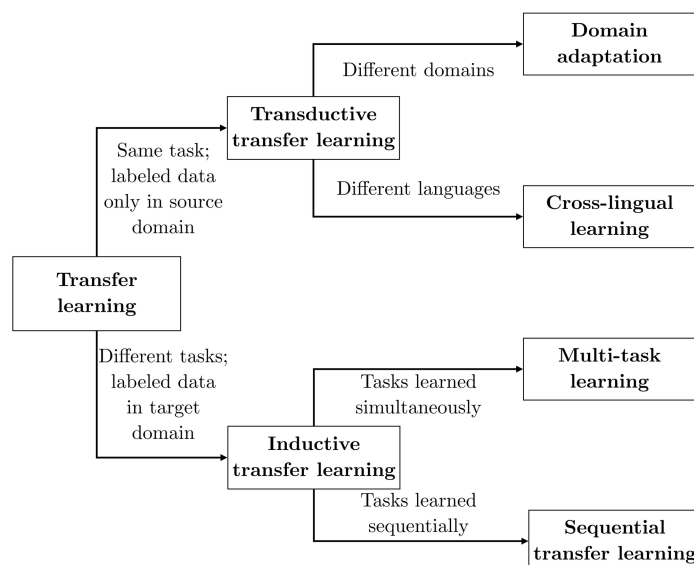 Domain
adaptation
Different domains
Transductive
transfer learning
Same task;
labeled data
only in source
domain
Different languages
Cross-lingual
learning
Transfer
learning
Different tasks;
labeled data
in target
domain
Multi-task
learning
Tasks learned
simultaneously
Inductive
transfer learning
Tasks learned
sequentially
Sequential
transfer learning